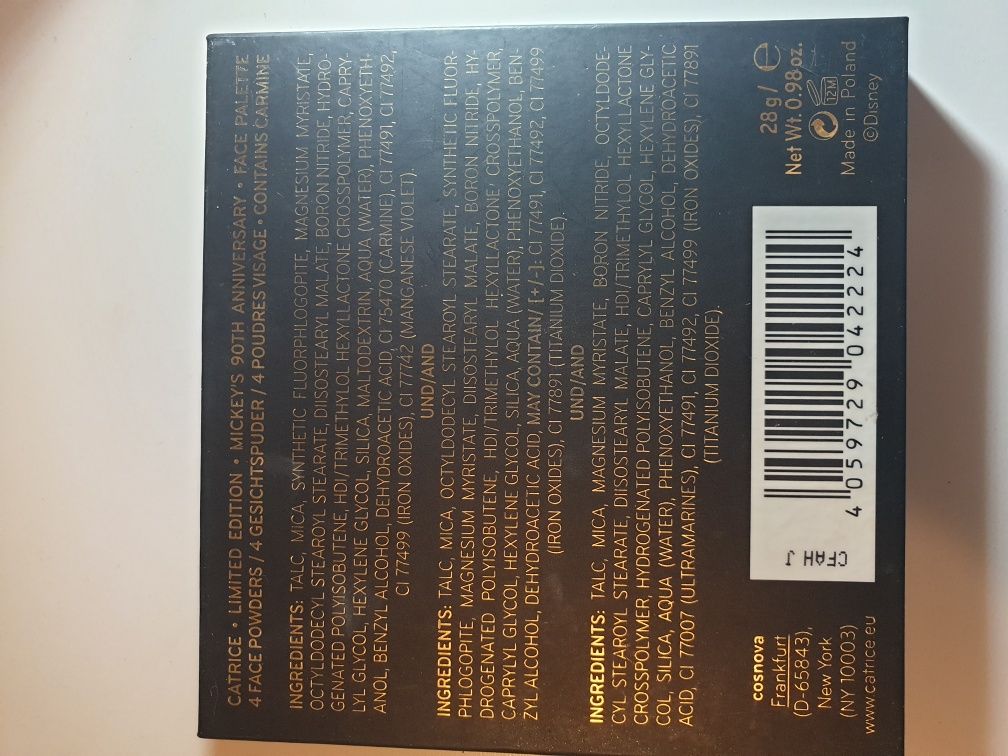 CATRICE • LIMITED EDITION • MICKEY'S 90TH ANNIVERSARY • FACE PALETTE
4 FACE POWDERS / 4 GESICHTSPUDER / 4 POUDRES VISAGE • CONTAINS CARMINE
INGREDIENTS: TALC, MICA, SYNTHETIC FLUORPHLOGOPITE, MAGNESIUM MYRISTATE,
OCTYLDODECYL STEAROYL STEARATE, DIISOSTEARYL MALATE, BORON NITRIDE, HYDRO-
GENATED POLYISOBUTENE, HDI/TRIMETHYLOL HEXYLLACTONE CROSSPOLYMER, CAPRY-
LYL GLYCOL, HEXYLENE GLYCOL, SILICA, MALTODEXTRIN, AQUA (WATER), PHENOXYETH-
ANOL, BENZYL ALCOHOL, DEHYDROACETIC ACID, CI 75470 (CARMINE), CI 77491, CI 77492,
CI 77499 (IRON OXIDES), CI 77742 (MANGANESE VIOLET).
UND/AND
INGREDIENTS: TALC, MICA, OCTYLDODECYL STEAROYL STEARATE, SYNTHETIC FLUOR-
PHLOGOPITE, MAGNESIUM MYRISTATE, DIISOSTEARYL MALATE, BORON NITRIDE, HY-
DROGENATED POLYISOBUTENE, HDI/TRIMETHYLOL HEXYLLACTONE CROSSPOLYMER,
CAPRYLYL GLYCOL, HEXYLENE GLYCOL, SILICA, AQUA (WATER), PHENOXYETHANOL, BEN-
ZYL ALCOHOL, DEHYDROACETIC ACID, MAY CONTAIN/ [+/-]: CI 77491, CI 77492, CI 77499
(IRON OXIDES), CI 77891 (TITANIUM DIOXIDE).
UND/AND
INGREDIENTS: TALC, MICA, MAGNESIUM MYRISTATE, BORON NITRIDE, OCTYLDODE-
CYL STEAROYL STEARATE, DIISOSTEARYL MALATE, HDI/TRIMETHYLOL HEXYLLACTONE
CROSSPOLYMER, HYDROGENATED POLYISOBUTENE, CAPRYLYL GLYCOL, HEXYLENE GLY-
COL, SILICA, AQUA (WATER), PHENOXYETHANOL, BENZYL ALCOHOL, DEHYDROACETIC
ACID, CI 77007 (ULTRAMARINES), CI 77491, CI 77492, CI 77499 (IRON OXIDES), CI 77891
(TITANIUM DIOXIDE).
cosnova
Frankfurt
(D-65843),
New York
(NY 10003)
www.catrice.eu
CFAH J
4 059729 042224
28 g / ℮
Net Wt. 0.98oz.
12M
Made in Poland
©Disney